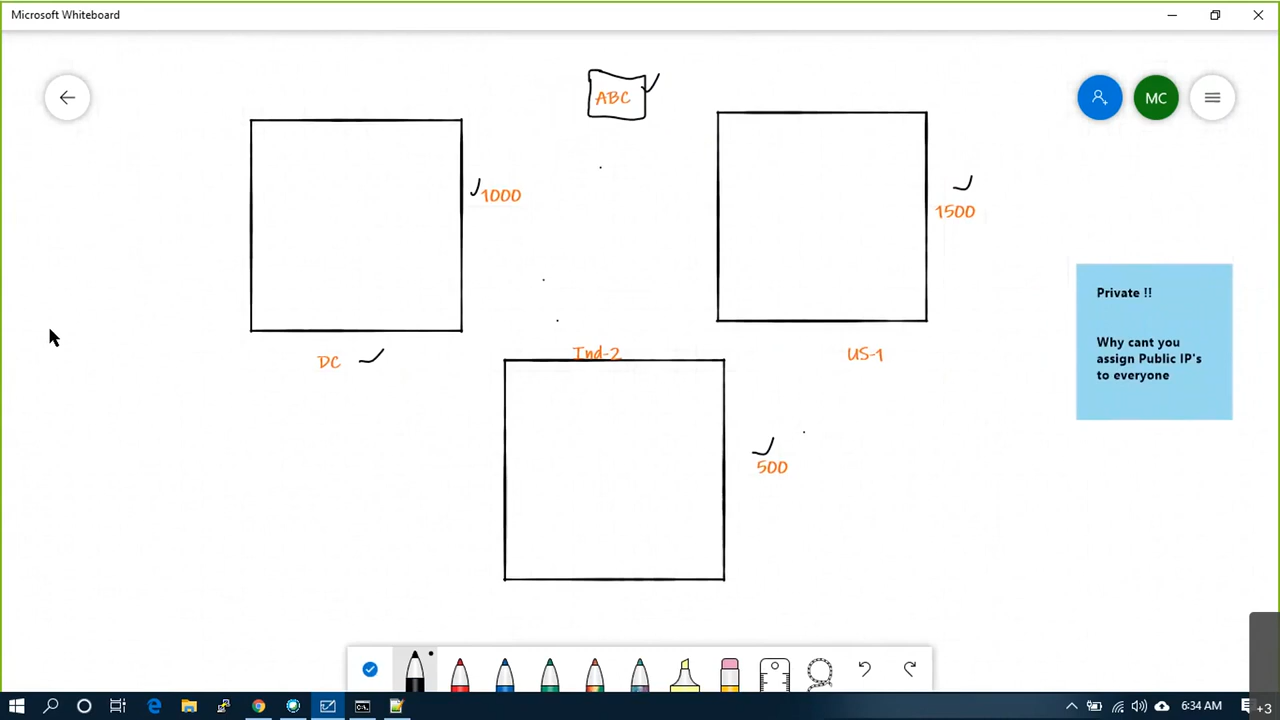 Microsoft Whiteboard
ABC
MC
1000
1500
Private !!
Why cant you
assign Public IP's
to everyone
DC
Ind-2
US-1
500
6:34 AM
+3